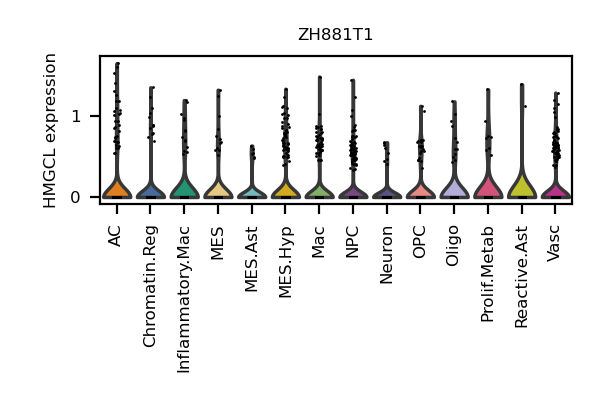 ZH881T1
HMGCL expression
1
0
AC
Chromatin.Reg
Inflammatory.Mac
MES
MES.Ast
MES.Hyp
Mac
NPC
Neuron
OPC
Oligo
Prolif.Metab
Reactive.Ast
Vasc